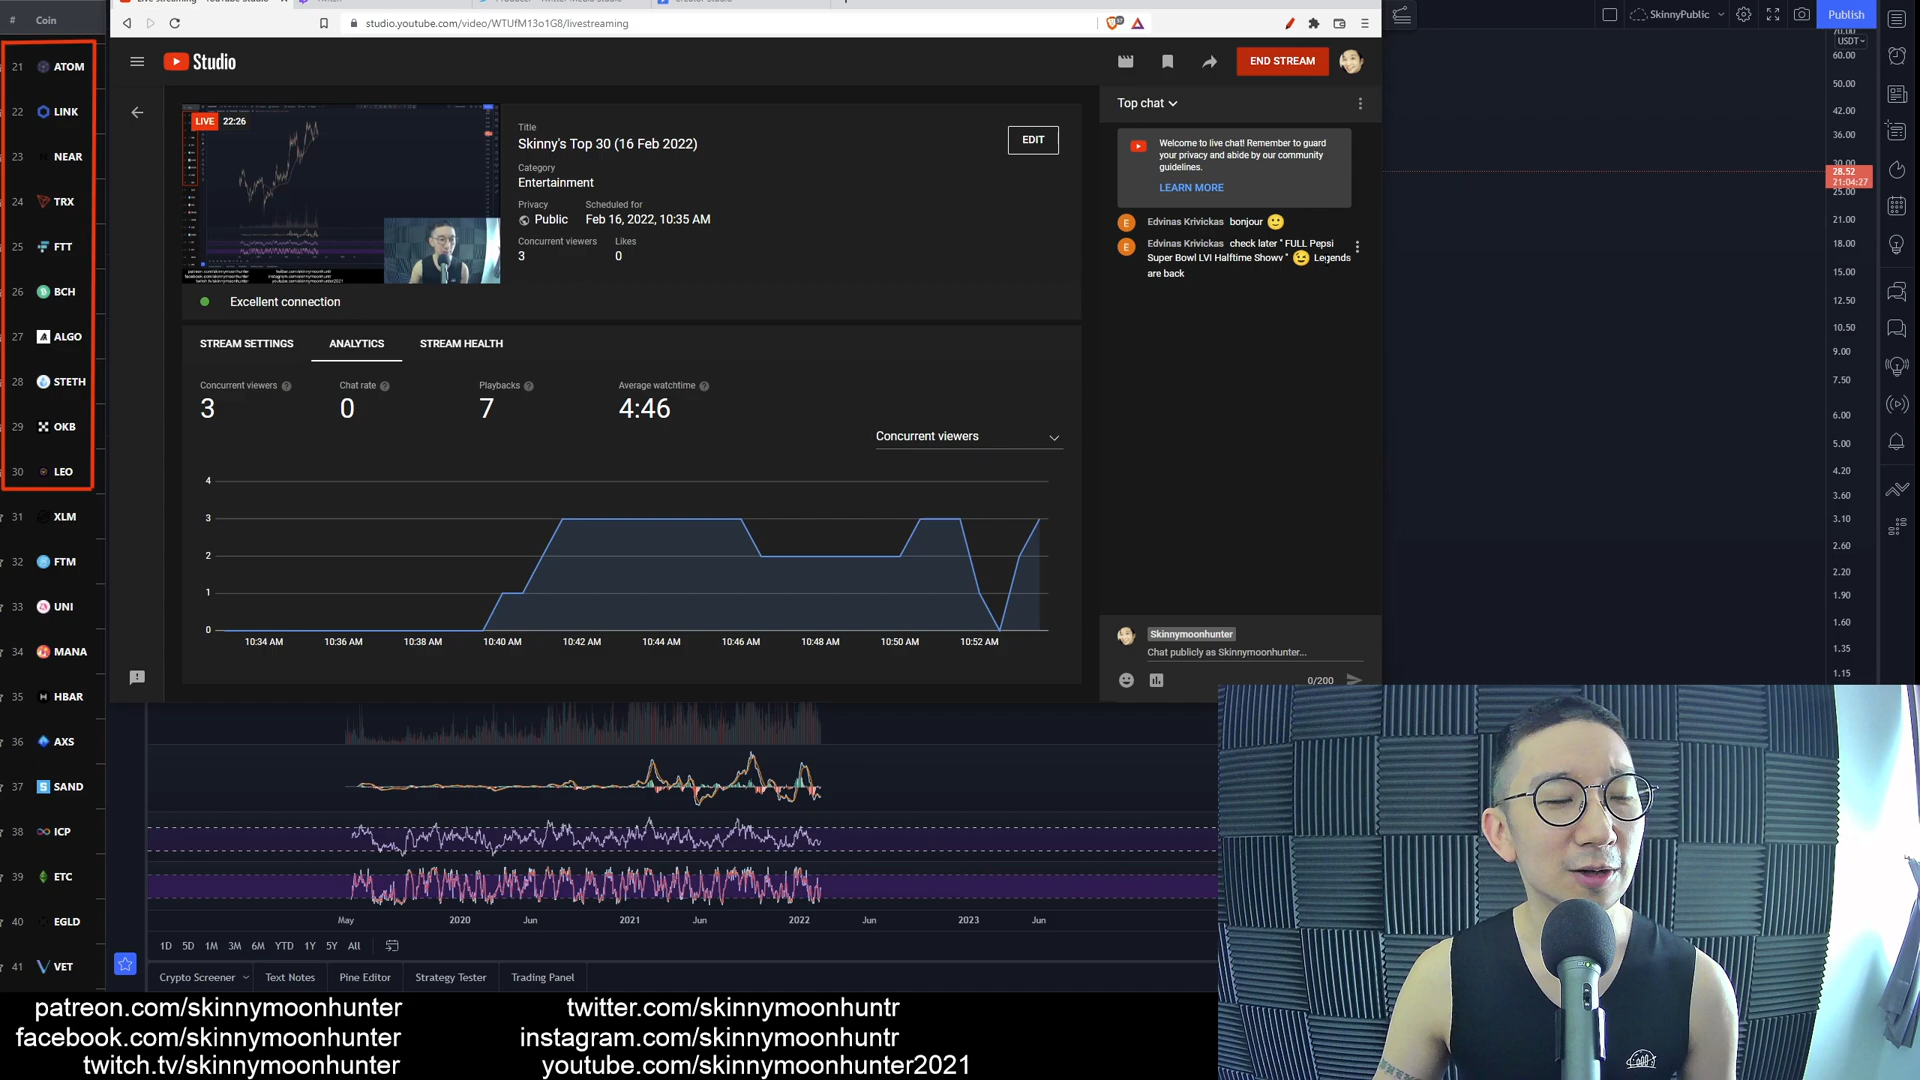 # Coin
21 ATOM
22 LINK
23 NEAR
24 TRX
25 FTT
26 BCH
27 ALGO
28 STETH
29 OKB
30 LEO
31 XLM
32 FTM
33 UNI
34 MANA
35 HBAR
36 AXS
37 SAND
38 ICP
39 ETC
40 EGLD
41 VET
studio.youtube.com/video/WTUfM13o1G8/livestreaming
Studio
END STREAM
LIVE 22:26
Title
Skinny's Top 30 (16 Feb 2022)
EDIT
Category
Entertainment
Privacy Scheduled for
Public Feb 16, 2022, 10:35 AM
Concurrent viewers Likes
3 0
Excellent connection
STREAM SETTINGS ANALYTICS STREAM HEALTH
Concurrent viewers Chat rate Playbacks Average watchtime
3 0 7 4:46
Concurrent viewers
4
3
2
1
0
10:34 AM 10:36 AM 10:38 AM 10:40 AM 10:42 AM 10:44 AM 10:46 AM 10:48 AM 10:50 AM 10:52 AM
Top chat
Welcome to live chat! Remember to guard
your privacy and abide by our community
guidelines.
LEARN MORE
E Edvinas Krivickas bonjour 🙂
E Edvinas Krivickas check later " FULL Pepsi
Super Bowl LVI Halftime Showv " 😉 Legends
are back
Skinnymoonhunter
Chat publicly as Skinnymoonhunter...
0/200
SkinnyPublic
Publish
USDT
70.00
60.00
50.00
42.00
36.00
30.00
28.52
21:04:27
25.00
21.00
18.00
15.00
12.50
10.50
9.00
7.50
6.00
5.00
4.20
3.60
3.10
2.60
2.20
1.90
1.60
1.35
1.15
May 2020 Jun 2021 Jun 2022 Jun 2023 Jun
1D 5D 1M 3M 6M YTD 1Y 5Y All
Crypto Screener Text Notes Pine Editor Strategy Tester Trading Panel
patreon.com/skinnymoonhunter
facebook.com/skinnymoonhunter
twitch.tv/skinnymoonhunter
twitter.com/skinnymoonhuntr
instagram.com/skinnymoonhuntr
youtube.com/skinnymoonhunter2021